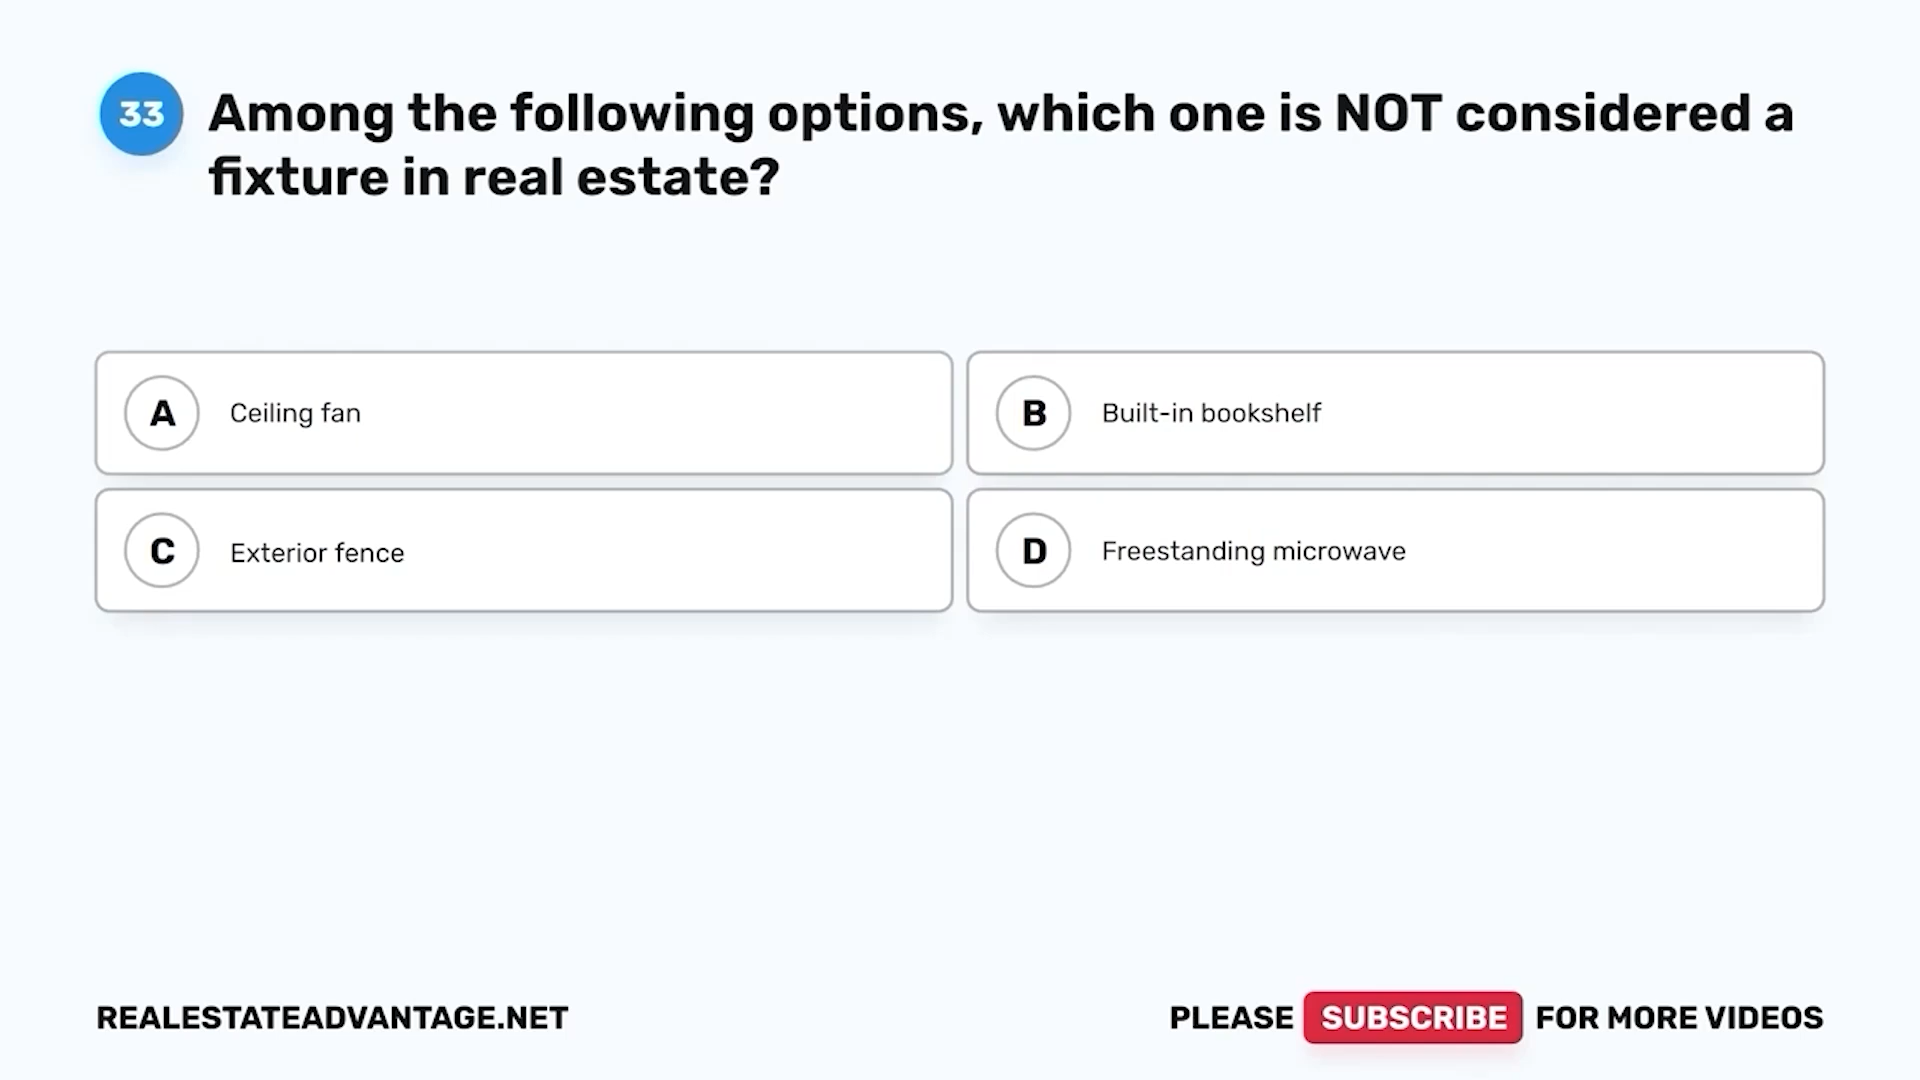 33
Among the following options, which one is NOT considered a
fixture in real estate?
A Ceiling fan
B Built-in bookshelf
C Exterior fence
D Freestanding microwave
REALESTATEADVANTAGE.NET
PLEASE SUBSCRIBE FOR MORE VIDEOS